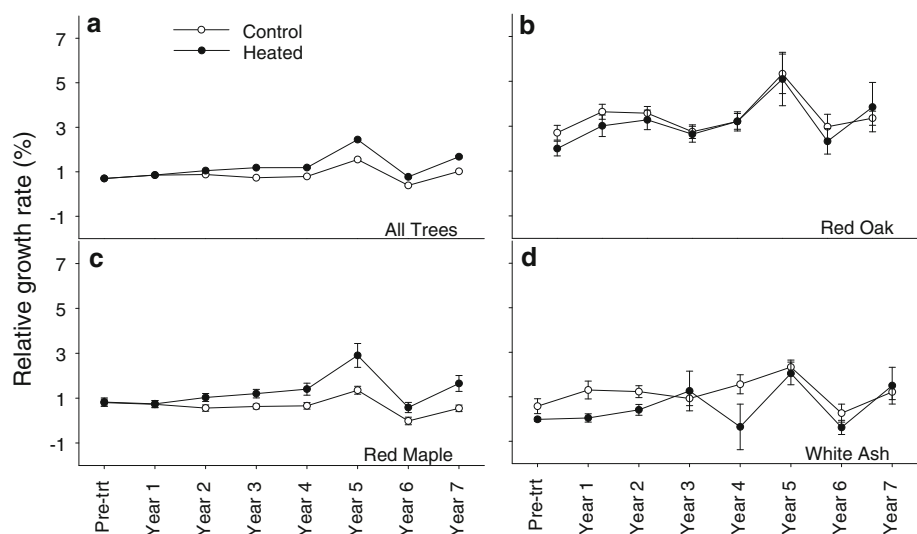 a
Control
Heated
7
5
3
1
-1
All Trees
b
Red Oak
Relative growth rate (%)
c
7
5
3
1
-1
Red Maple
d
White Ash
Pre-trt
Year 1
Year 2
Year 3
Year 4
Year 5
Year 6
Year 7
Pre-trt
Year 1
Year 2
Year 3
Year 4
Year 5
Year 6
Year 7